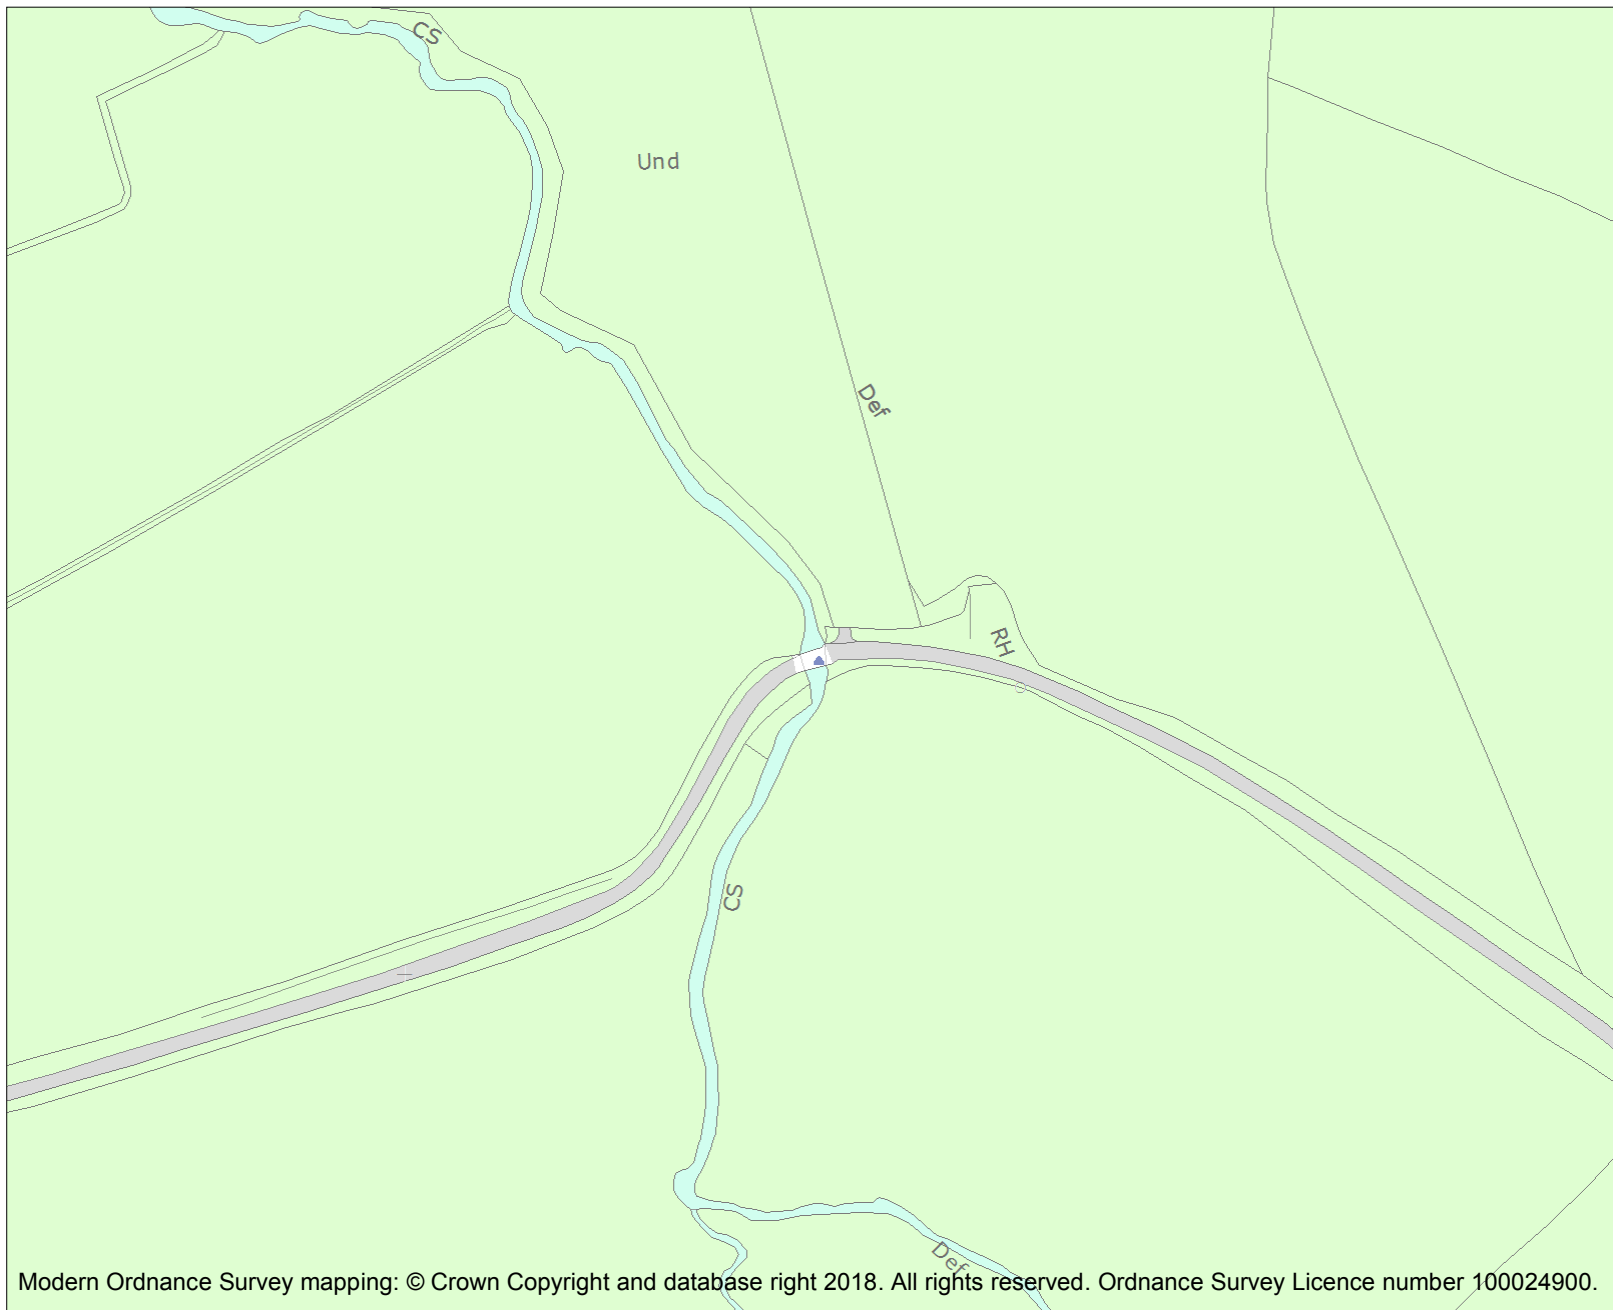 CS
Und
Def
RH
CS
Def
Modern Ordnance Survey mapping: © Crown Copyright and database right 2018. All rights reserved. Ordnance Survey Licence number 100024900.